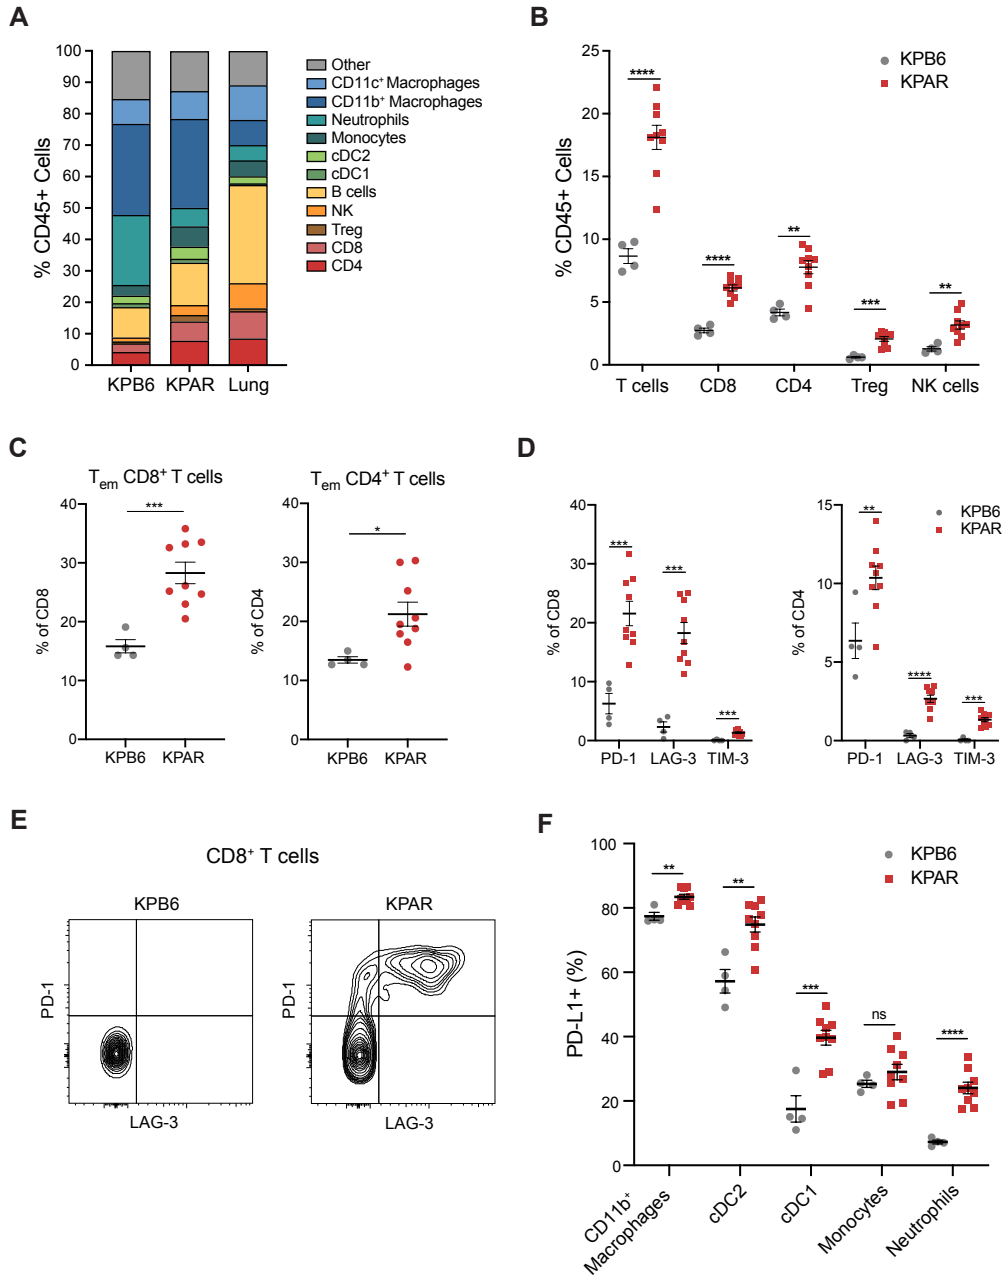 A
100
90
80
70
60
50
40
30
20
10
0
% CD45+ Cells
KPB6 KPAR Lung
Other
CD11c+ Macrophages
CD11b+ Macrophages
Neutrophils
Monocytes
cDC2
cDC1
B cells
NK
Treg
CD8
CD4
B
25
20
15
10
5
0
% CD45+ Cells
KPB6
KPAR
****
****
**
***
**
T cells CD8 CD4 Treg NK cells
C
Tem CD8+ T cells
***
40
30
20
10
0
% of CD8
KPB6 KPAR
Tem CD4+ T cells
*
40
30
20
10
0
% of CD4
KPB6 KPAR
D
40
30
20
10
0
% of CD8
***
***
***
PD-1 LAG-3 TIM-3
15
10
5
0
% of CD4
**
****
***
KPB6
KPAR
PD-1 LAG-3 TIM-3
E
CD8+ T cells
KPB6
PD-1
LAG-3
KPAR
PD-1
LAG-3
F
100
80
60
40
20
0
PD-L1+ (%)
KPB6
KPAR
**
**
***
ns
****
CD11b+
Macrophages
cDC2
cDC1
Monocytes
Neutrophils